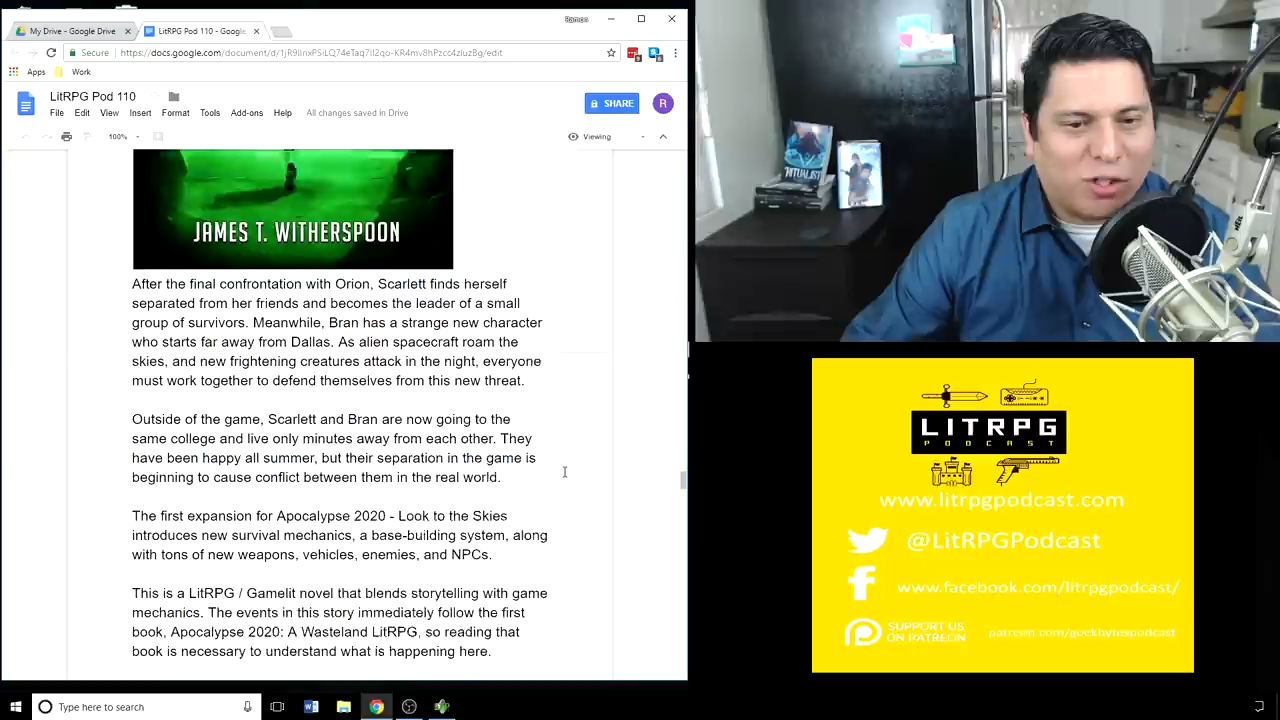 Ramon
My Drive - Google Drive
LitRPG Pod 110 - Google
Secure
Apps
Work
LitRPG Pod 110
File Edit View Insert Format Tools Add-ons Help All changes saved in Drive
SHARE
R
100%
Viewing
JAMES T. WITHERSPOON
After the final confrontation with Orion, Scarlett finds herself
separated from her friends and becomes the leader of a small
group of survivors. Meanwhile, Bran has a strange new character
who starts far away from Dallas. As alien spacecraft roam the
skies, and new frightening creatures attack in the night, everyone
must work together to defend themselves from this new threat.
Outside of the game, Scarlett and Bran are now going to the
same college and live only minutes away from each other. They
have been happy all summer, but their separation in the game is
beginning to cause conflict between them in the real world.
The first expansion for Apocalypse 2020 - Look to the Skies
introduces new survival mechanics, a base-building system, along
with tons of new weapons, vehicles, enemies, and NPCs.
This is a LitRPG / Gamelit novel that blends storytelling with game
mechanics. The events in this story immediately follow the first
book, Apocalypse 2020: A Wasteland LitRPG, so reading that
book is necessary to understand what is happening here.
Type here to search
RITUALIST
HEIL
LITRPG
PODCAST
www.litrpgpodcast.com
@LitRPGPodcast
www.facebook.com/litrpgpodcast/
SUPPORT US
ON PATREON
patreon.com/geekbytespodcast